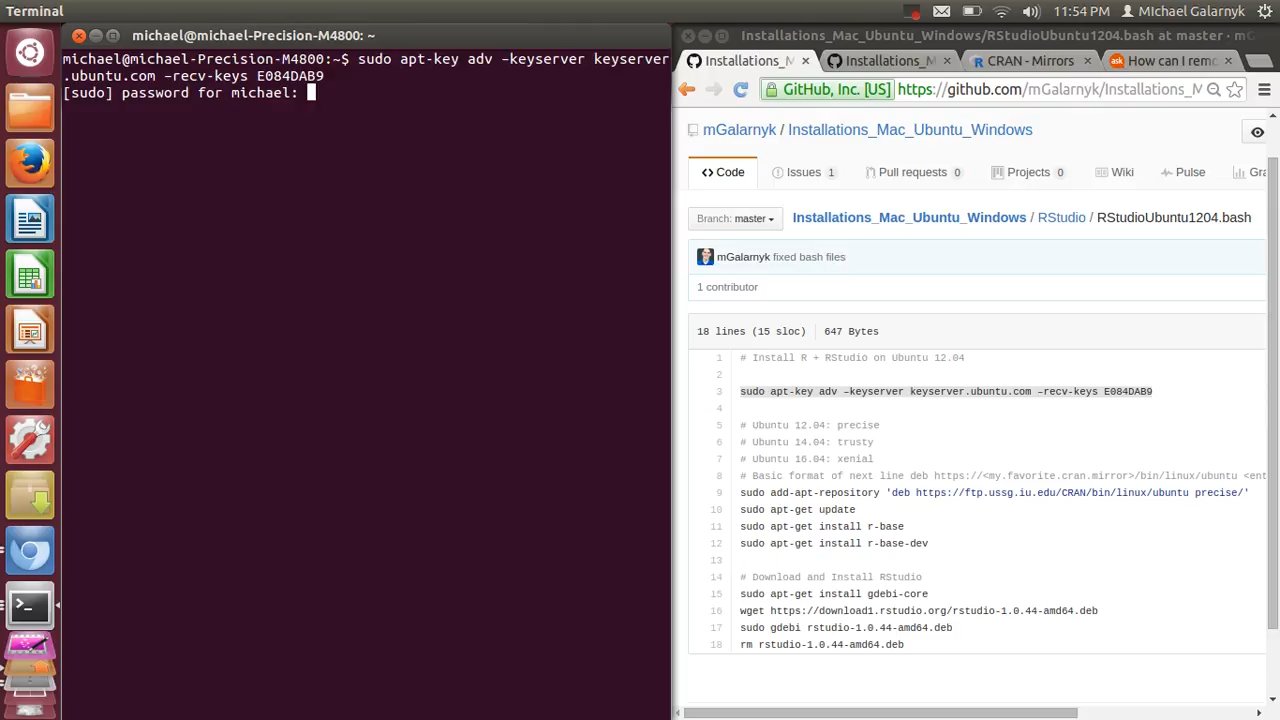 Terminal
11:54 PM
MIchael Galarnyk
michael@michael-Precision-M4800: ~
michael@michael-Precision-M4800:~$ sudo apt-key adv –keyserver keyserver
.ubuntu.com –recv-keys E084DAB9
[sudo] password for michael:
Installations_Mac_Ubuntu_Windows/RStudioUbuntu1204.bash at master · mG
Installations_M
Installations_M
CRAN - Mirrors
How can I remo
GitHub, Inc. [US]
https://github.com/mGalarnyk/Installations_M
mGalarnyk / Installations_Mac_Ubuntu_Windows
Code
Issues 1
Pull requests 0
Projects 0
Wiki
Pulse
Gra
Branch: master
Installations_Mac_Ubuntu_Windows / RStudio / RStudioUbuntu1204.bash
mGalarnyk fixed bash files
1 contributor
18 lines (15 sloc) 647 Bytes
1 # Install R + RStudio on Ubuntu 12.04
2
3 sudo apt-key adv –keyserver keyserver.ubuntu.com –recv-keys E084DAB9
4
5 # Ubuntu 12.04: precise
6 # Ubuntu 14.04: trusty
7 # Ubuntu 16.04: xenial
8 # Basic format of next line deb https://<my.favorite.cran.mirror>/bin/linux/ubuntu <ent
9 sudo add-apt-repository 'deb https://ftp.ussg.iu.edu/CRAN/bin/linux/ubuntu precise/'
10 sudo apt-get update
11 sudo apt-get install r-base
12 sudo apt-get install r-base-dev
13
14 # Download and Install RStudio
15 sudo apt-get install gdebi-core
16 wget https://download1.rstudio.org/rstudio-1.0.44-amd64.deb
17 sudo gdebi rstudio-1.0.44-amd64.deb
18 rm rstudio-1.0.44-amd64.deb